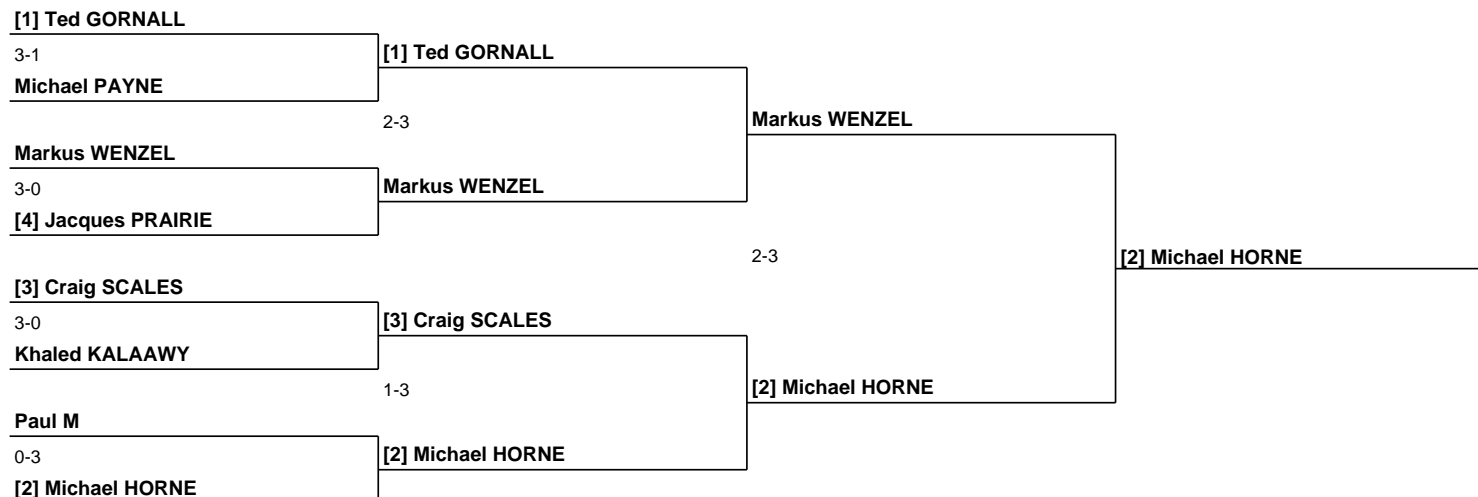 [1] Ted GORNALL
3-1
[1] Ted GORNALL
Michael PAYNE
2-3
Markus WENZEL
Markus WENZEL
3-0
Markus WENZEL
[4] Jacques PRAIRIE
2-3
[2] Michael HORNE
[3] Craig SCALES
3-0
[3] Craig SCALES
Khaled KALAAWY
1-3
[2] Michael HORNE
Paul M
0-3
[2] Michael HORNE
[2] Michael HORNE